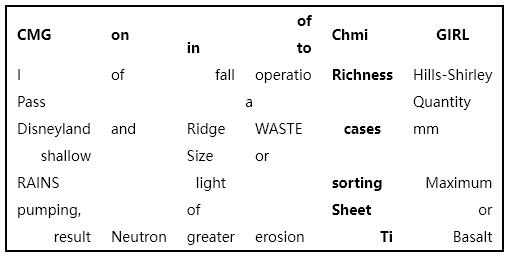 of
CMG on Chmi GIRL
in to
I of fall operatio Richness Hills-Shirley
Pass a Quantity
Disneyland and Ridge WASTE cases mm
shallow Size or
RAINS light sorting Maximum
pumping, of Sheet or
result Neutron greater erosion Ti Basalt